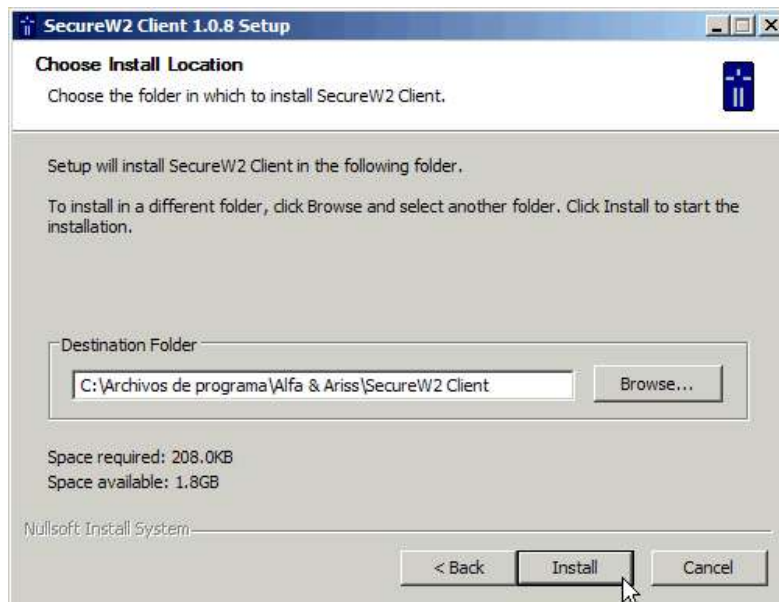 SecureW2 Client 1.0.8 Setup
Choose Install Location
Choose the folder in which to install SecureW2 Client.
Setup will install SecureW2 Client in the following folder.
To install in a different folder, click Browse and select another folder. Click Install to start the
installation.
Destination Folder
C:\Archivos de programa\Alfa & Ariss\SecureW2 Client
Browse...
Space required: 208.0KB
Space available: 1.8GB
Nullsoft Install System
< Back
Install
Cancel